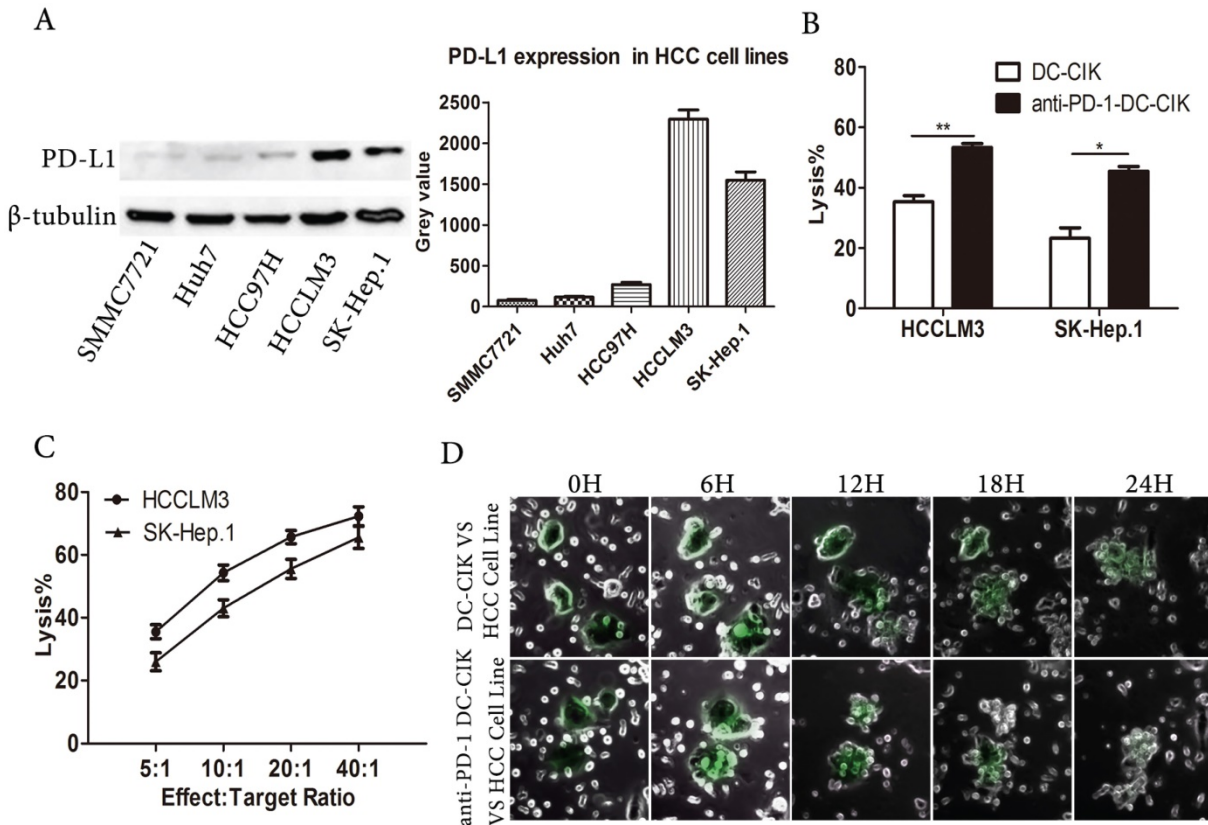 A
PD-L1
β-tubulin
SMMC7721
Huh7
HCC97H
HCCLM3
SK-Hep.1
PD-L1 expression in HCC cell lines
Grey value
2500
2000
1500
1000
500
0
SMMC7721
Huh7
HCC97H
HCCLM3
SK-Hep.1
B
Lysis%
80
60
40
20
0
DC-CIK
anti-PD-1-DC-CIK
**
*
HCCLM3
SK-Hep.1
C
Lysis%
80
60
40
20
0
HCCLM3
SK-Hep.1
5:1
10:1
20:1
40:1
Effect:Target Ratio
D
0H
6H
12H
18H
24H
DC-CIK VS
HCC Cell Line
anti-PD-1 DC-CIK
VS HCC Cell Line